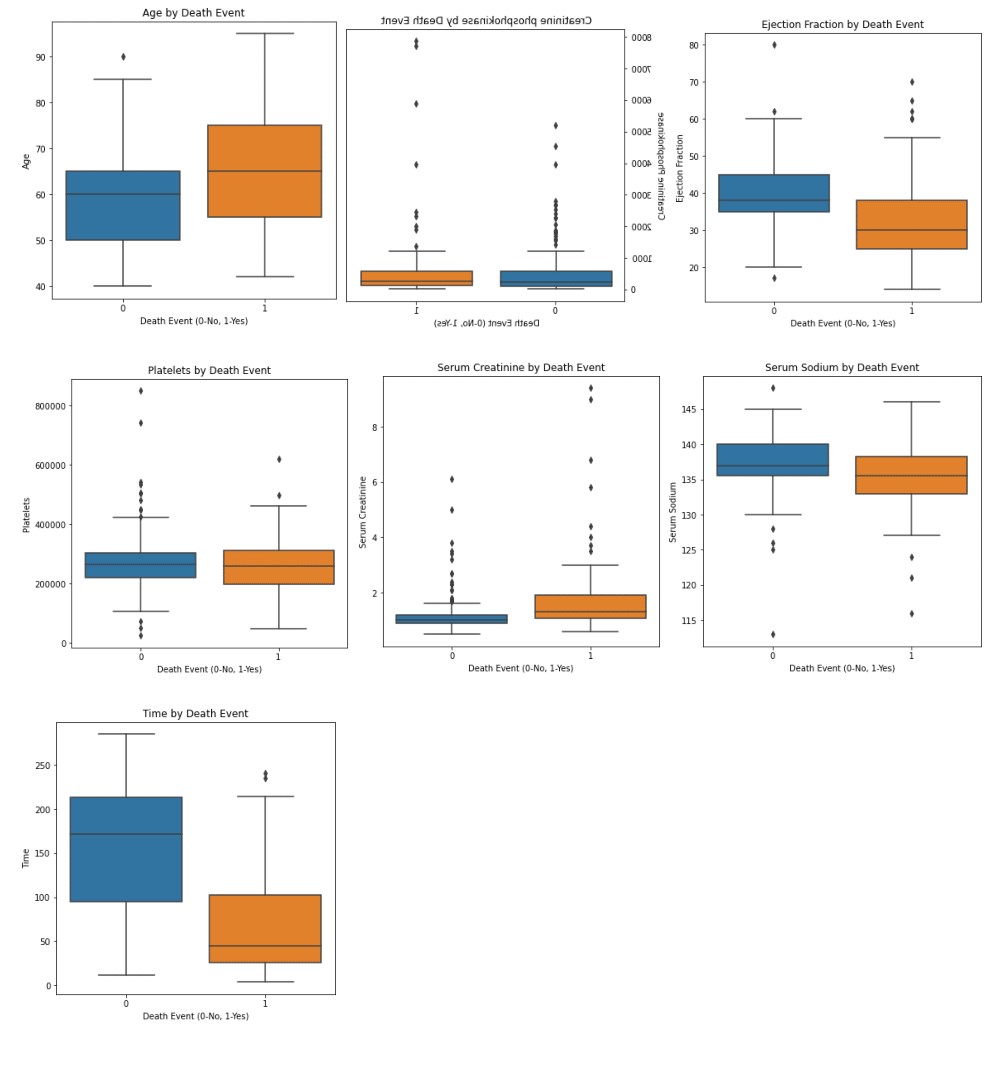 Age by Death Event
Age
90
80
70
60
50
40
0 1
Death Event (0-No, 1-Yes)
Creatinine phosphokinase by Death Event
8000
7000
6000
5000
4000
3000
2000
1000
0
Creatinine Phosphokinase
1 0
Death Event (0-No, 1-Yes)
Ejection Fraction by Death Event
Ejection Fraction
80
70
60
50
40
30
20
0 1
Death Event (0-No, 1-Yes)
Platelets by Death Event
Platelets
800000
600000
400000
200000
0
0 1
Death Event (0-No, 1-Yes)
Serum Creatinine by Death Event
Serum Creatinine
8
6
4
2
0 1
Death Event (0-No, 1-Yes)
Serum Sodium by Death Event
Serum Sodium
145
140
135
130
125
120
115
0 1
Death Event (0-No, 1-Yes)
Time by Death Event
Time
250
200
150
100
50
0
0 1
Death Event (0-No, 1-Yes)